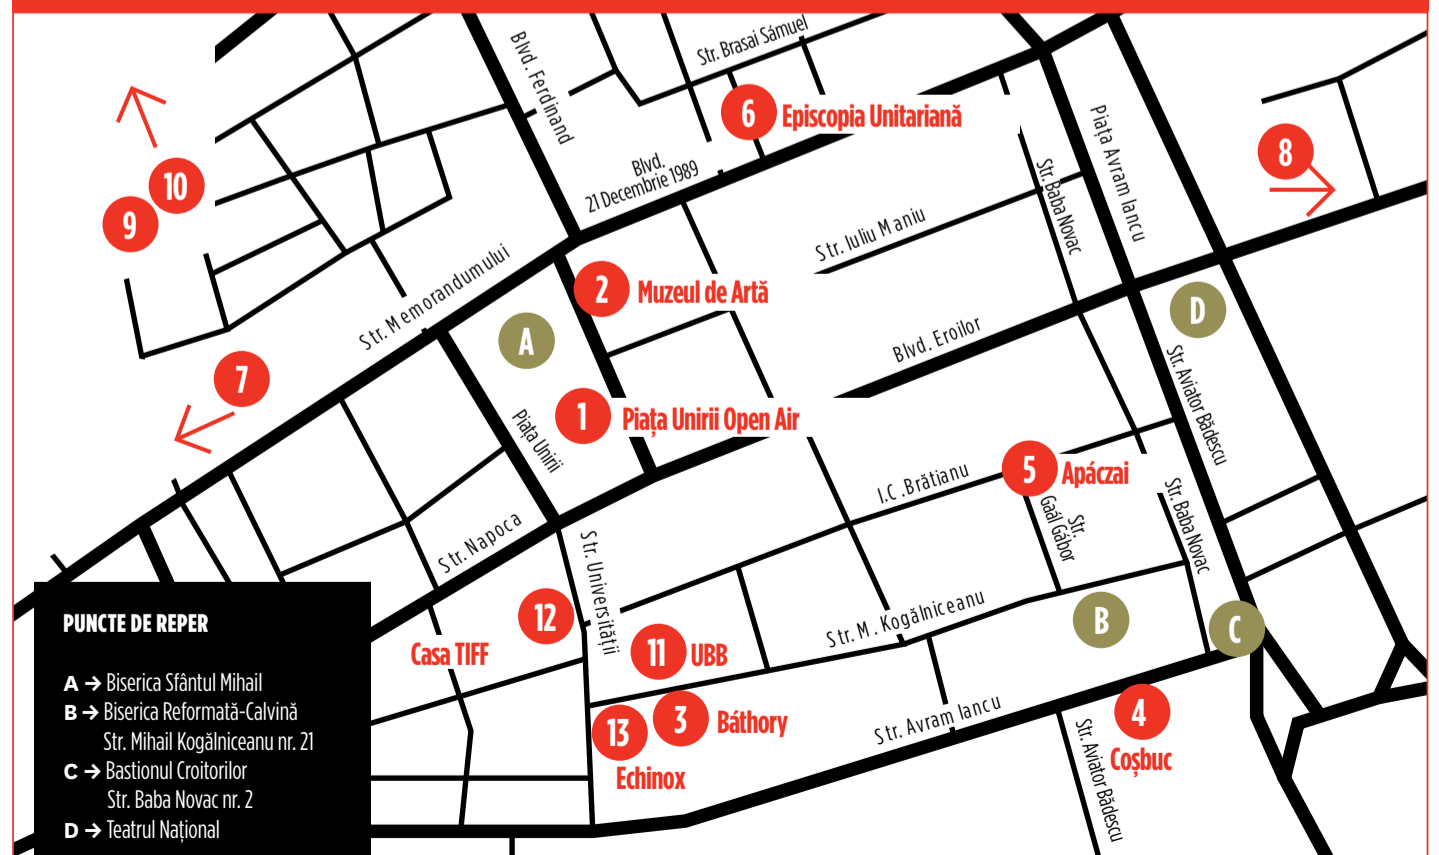 Str. Brasai Sámuel
Blvd. Ferdinand
6 Episcopia Unitariană
Piața Avram Iancu
8
Blvd.
21 Decembrie 1989
Str. Baba Novac
10
9
Str. Iuliu Maniu
Str. Memorandumului
2 Muzeul de Artă
A
D
Blvd. Eroilor
7
Str. Aviator Bădescu
1 Piața Unirii Open Air
Piața Unirii
5 Apáczai
I.C. Brătianu
Str.
Gaál Gábor
Str. Baba Novac
Str. Napoca
Str. Universității
12
Casa TIFF
11 UBB
Str. M. Kogălniceanu
B
C
13
Echinox
3 Báthory
Str. Avram Iancu
4
Coșbuc
Str. Aviator Bădescu
PUNCTE DE REPER
A → Biserica Sfântul Mihail
B → Biserica Reformată-Calvină
Str. Mihail Kogălniceanu nr. 21
C → Bastionul Croitorilor
Str. Baba Novac nr. 2
D → Teatrul Național